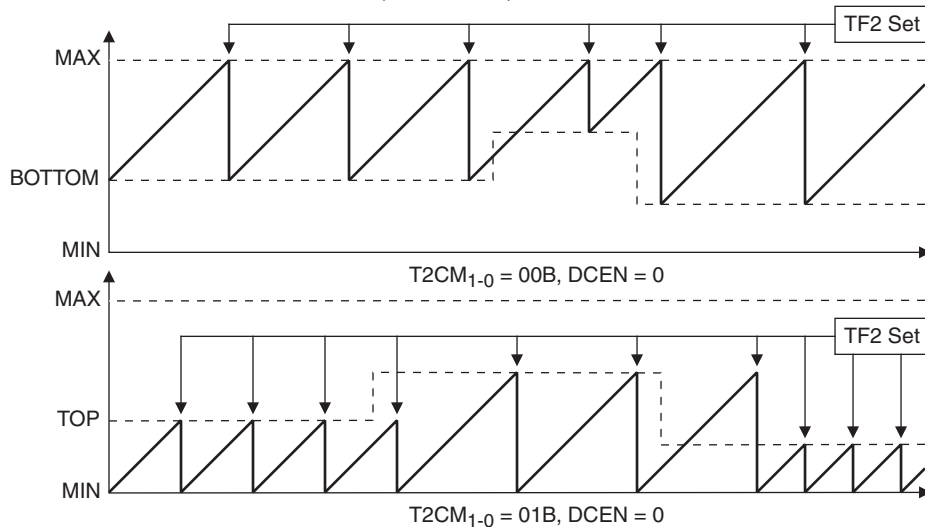 TF2 Set
MAX
BOTTOM
MIN
T2CM1-0 = 00B, DCEN = 0
MAX
TF2 Set
TOP
MIN
T2CM1-0 = 01B, DCEN = 0